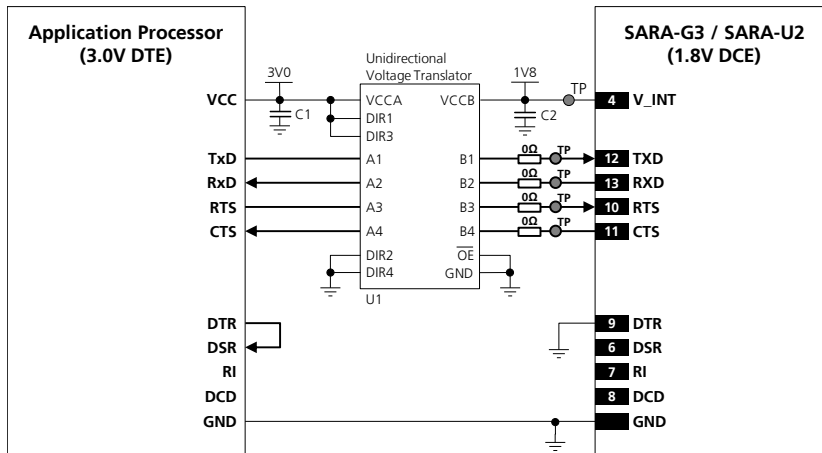 Application Processor
(3.0V DTE)
SARA-G3 / SARA-U2
(1.8V DCE)
Unidirectional
Voltage Translator
3V0
1V8
TP
VCC
C1
VCCA
VCCB
C2
4
V_INT
DIR1
DIR3
TxD
A1
B1
0Ω
TP
12
TXD
RxD
A2
B2
0Ω
TP
13
RXD
RTS
A3
B3
0Ω
TP
10
RTS
CTS
A4
B4
0Ω
TP
11
CTS
DIR2
OE
DIR4
GND
U1
DTR
9
DTR
DSR
6
DSR
RI
7
RI
DCD
8
DCD
GND
GND